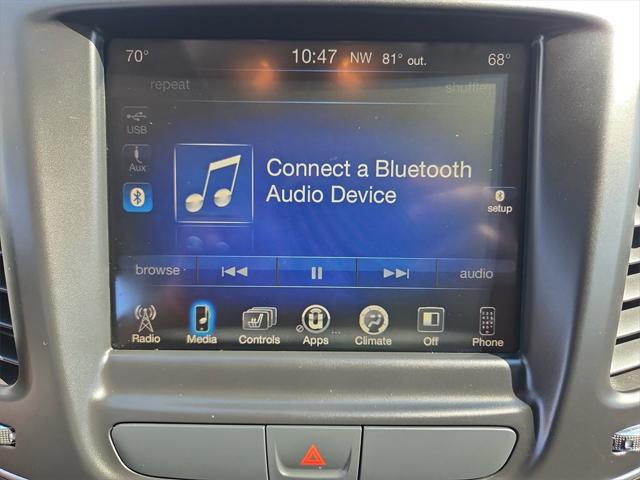 70° 10:47 NW 81° out. 68°
repeat shuffle
USB
Aux
Connect a Bluetooth
Audio Device
setup
browse audio
Radio Media Controls Apps ... Climate Off Phone